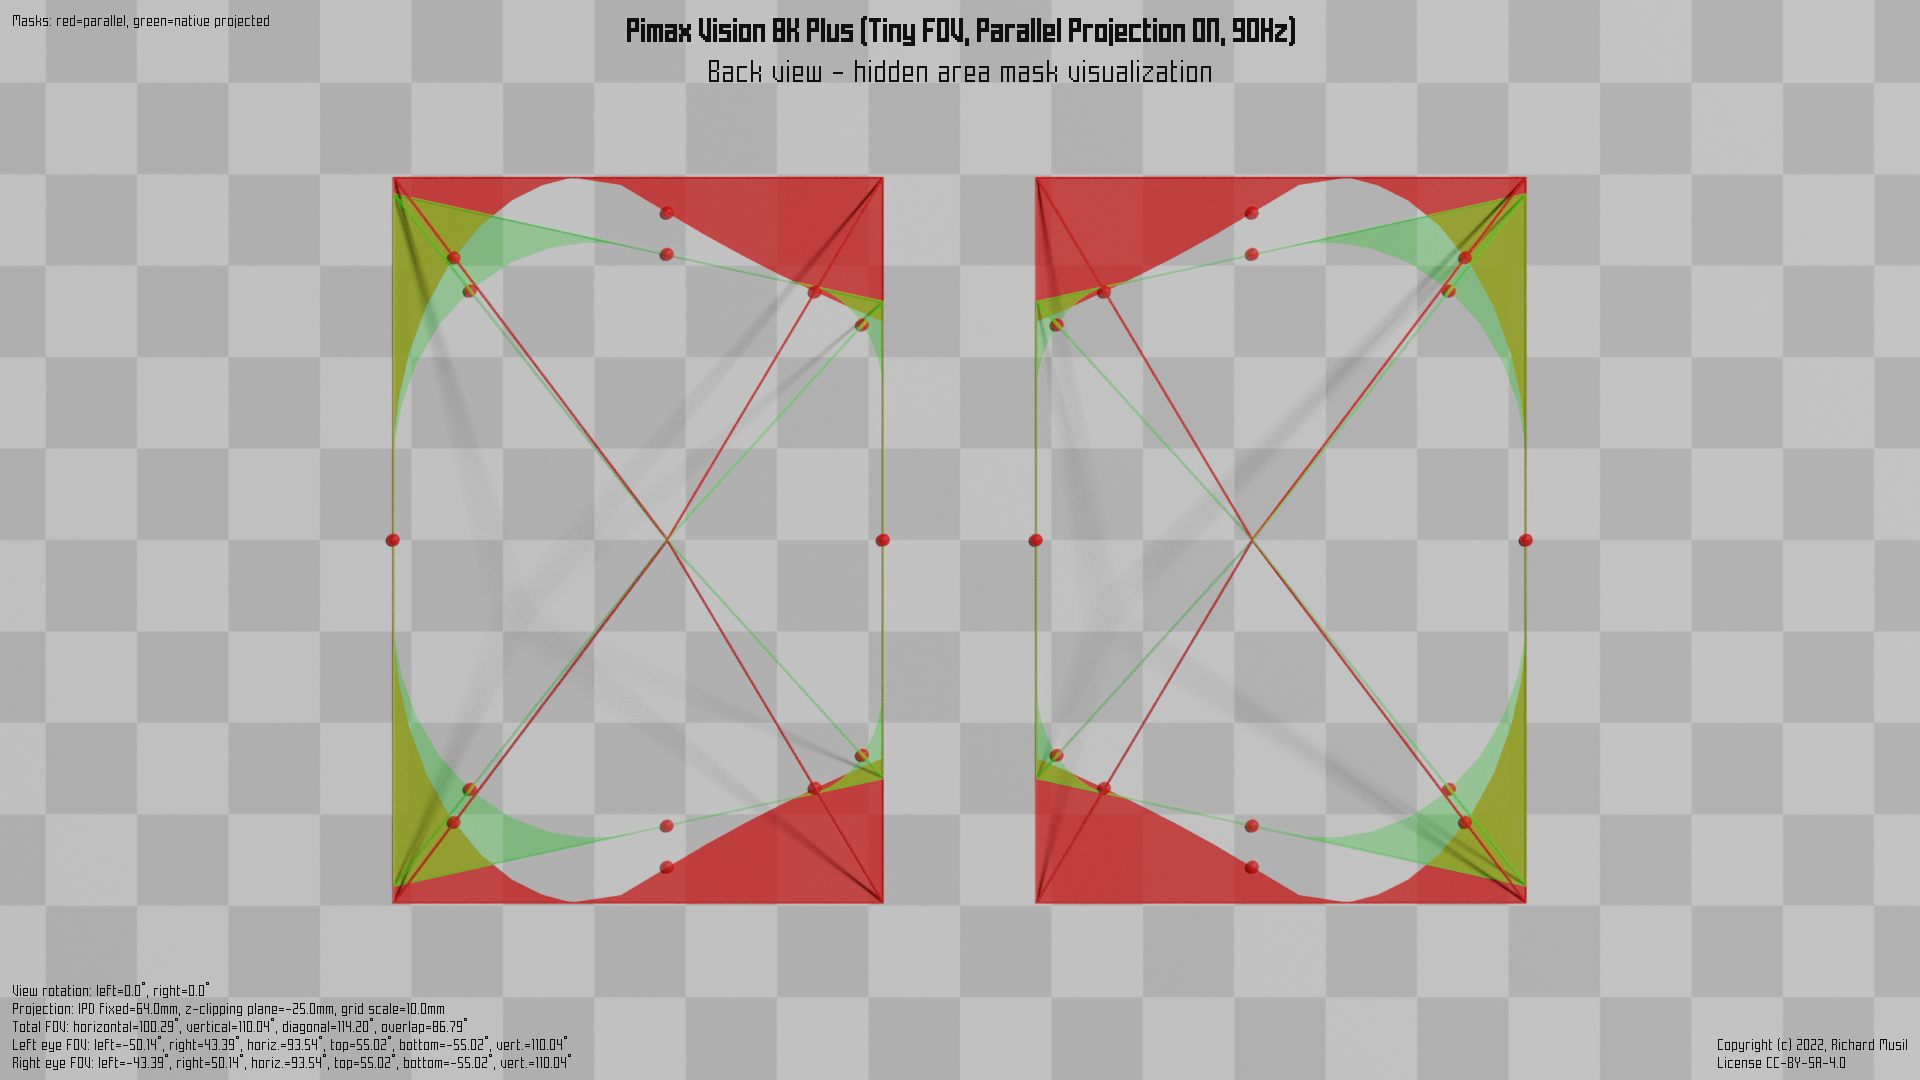 Masks: red=parallel, green=native projected
Pimax Vision 8K Plus (Tiny FOV, Parallel Projection ON, 90Hz)
Back view - hidden area mask visualization
View rotation: left=0.0°, right=0.0°
Projection: IPD fixed=64.0mm, z-clipping plane=-25.0mm, grid scale=10.0mm
Total FOV: horizontal=100.29°, vertical=110.04°, diagonal=114.20°, overlap=86.79°
Left eye FOV: left=-50.14°, right=43.39°, horiz.=93.54°, top=55.02°, bottom=-55.02°, vert.=110.04°
Right eye FOV: left=-43.39°, right=50.14°, horiz.=93.54°, top=55.02°, bottom=-55.02°, vert.=110.04°
Copyright (c) 2022, Richard Musil
License CC-BY-SA-4.0